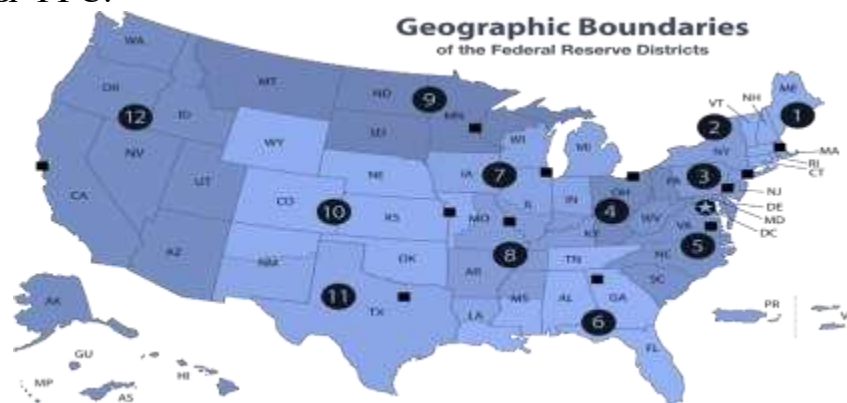 Geographic Boundaries
of the Federal Reserve Districts
WA
MT
ND
9
MN
OR
12
ID
SD
WI
MI
VT
NH
ME
1
2
NY
MA
RI
CT
WY
NV
UT
CA
NE
IA
7
IL
IN
OH
4
PA
3
NJ
DE
MD
DC
CO
10
KS
MO
KY
WV
VA
5
AZ
NM
OK
AR
8
TN
NC
SC
11
TX
LA
MS
AL
GA
6
FL
AK
GU
MP
AS
HI
PR